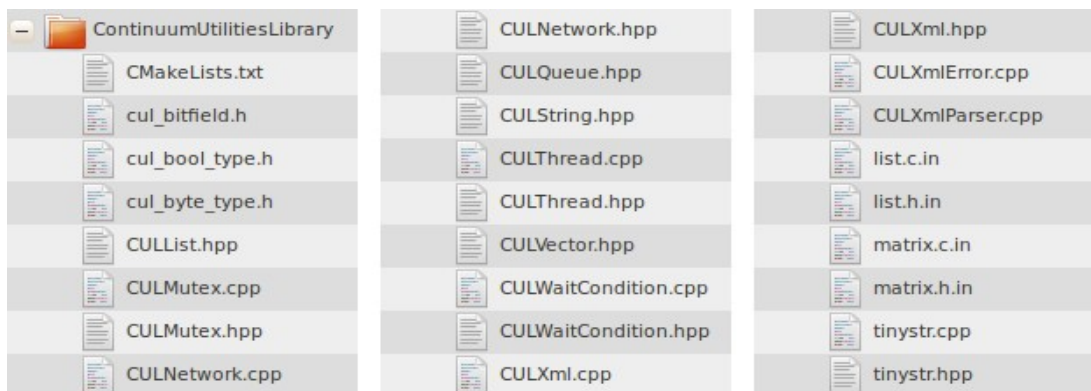 ContinuumUtilitiesLibrary
CMakeLists.txt
cul_bitfield.h
cul_bool_type.h
cul_byte_type.h
CULList.hpp
CULMutex.cpp
CULMutex.hpp
CULNetwork.cpp
CULNetwork.hpp
CULQueue.hpp
CULString.hpp
CULThread.cpp
CULThread.hpp
CULVector.hpp
CULWaitCondition.cpp
CULWaitCondition.hpp
CULXml.cpp
CULXml.hpp
CULXmlError.cpp
CULXmlParser.cpp
list.c.in
list.h.in
matrix.c.in
matrix.h.in
tinystr.cpp
tinystr.hpp